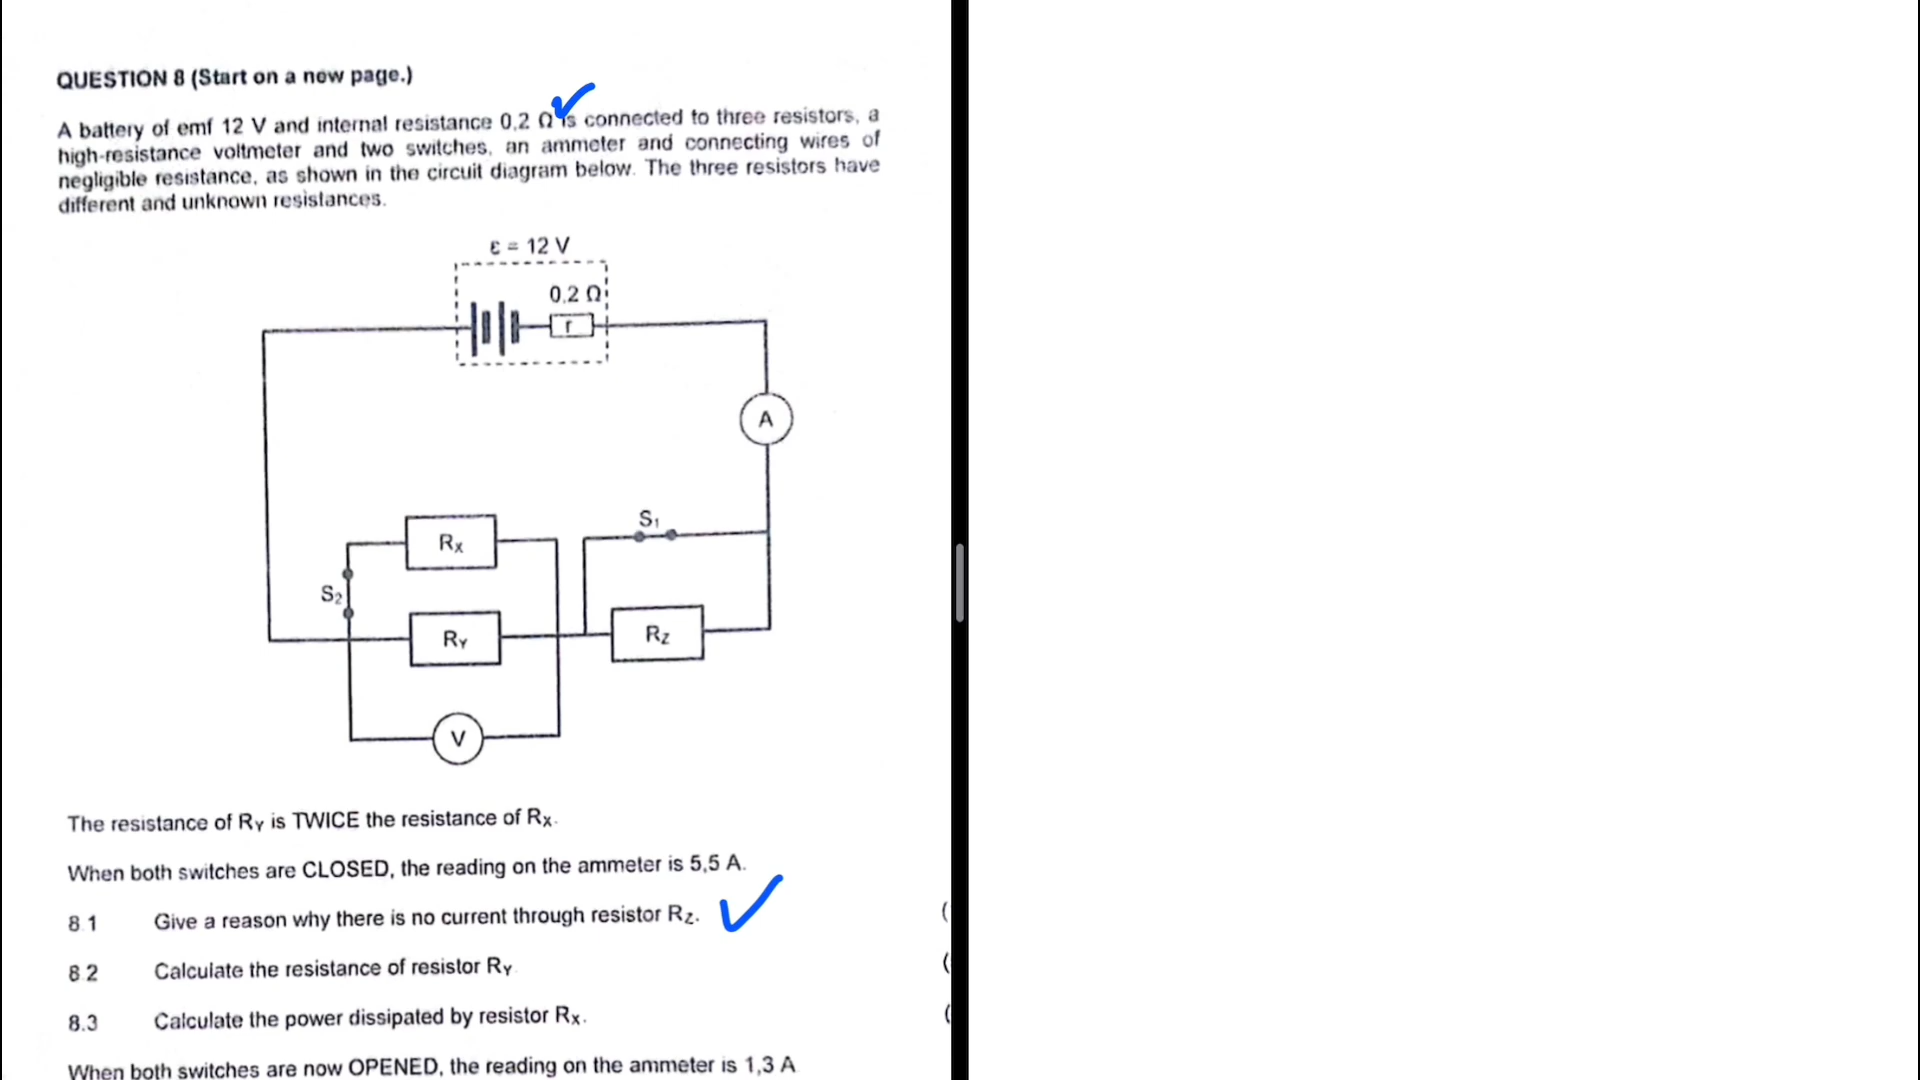 QUESTION 8 (Start on a new page.)
A battery of emf 12 V and internal resistance 0,2 Ω is connected to three resistors, a
high-resistance voltmeter and two switches, an ammeter and connecting wires of
negligible resistance, as shown in the circuit diagram below. The three resistors have
different and unknown resistances.
ε = 12 V
0,2 Ω
r
A
S1
RX
S2
RY
RZ
V
The resistance of RY is TWICE the resistance of RX.
When both switches are CLOSED, the reading on the ammeter is 5,5 A.
8.1 Give a reason why there is no current through resistor RZ. (
8.2 Calculate the resistance of resistor RY. (
8.3 Calculate the power dissipated by resistor RX. (
When both switches are now OPENED, the reading on the ammeter is 1,3 A